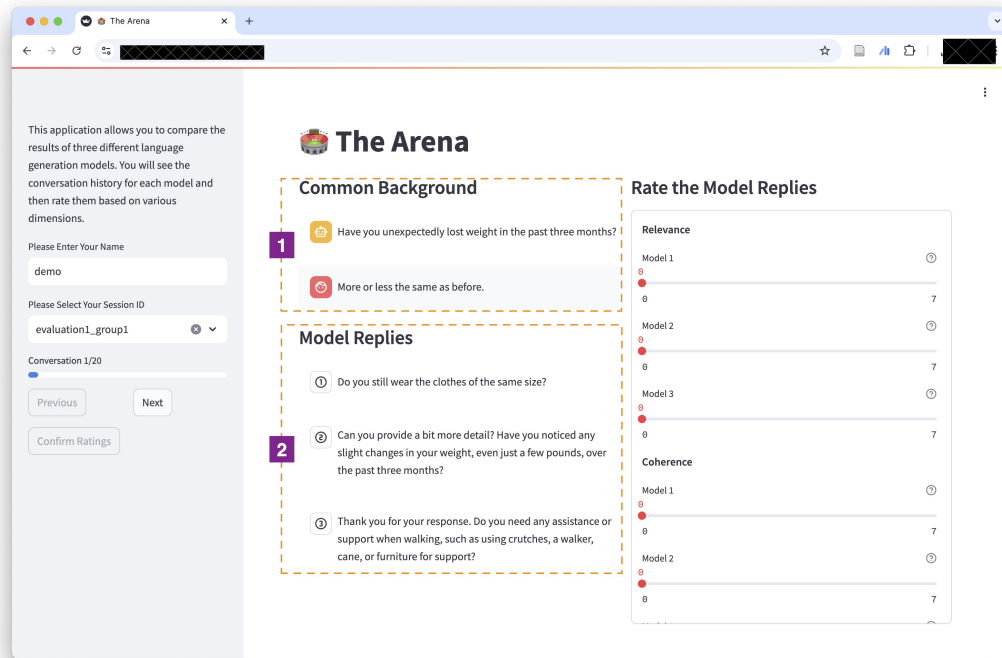 The Arena
This application allows you to compare the
results of three different language
generation models. You will see the
conversation history for each model and
then rate them based on various
dimensions.
Please Enter Your Name
demo
Please Select Your Session ID
evaluation1_group1
Conversation 1/20
Previous
Next
Confirm Ratings
The Arena
Common Background
1
Have you unexpectedly lost weight in the past three months?
More or less the same as before.
Model Replies
2
1 Do you still wear the clothes of the same size?
2 Can you provide a bit more detail? Have you noticed any
slight changes in your weight, even just a few pounds, over
the past three months?
3 Thank you for your response. Do you need any assistance or
support when walking, such as using crutches, a walker,
cane, or furniture for support?
Rate the Model Replies
Relevance
Model 1
0
0 7
Model 2
0
0 7
Model 3
0
0 7
Coherence
Model 1
0
0 7
Model 2
0
0 7